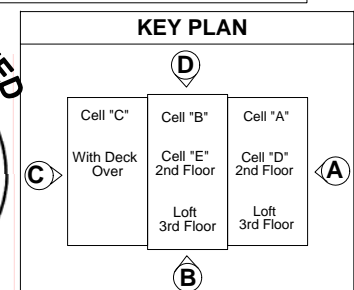 KEY PLAN
D
Cell "C"
With Deck
Over
Cell "B"
Cell "E"
2nd Floor
Loft
3rd Floor
Cell "A"
Cell "D"
2nd Floor
Loft
3rd Floor
C
A
B